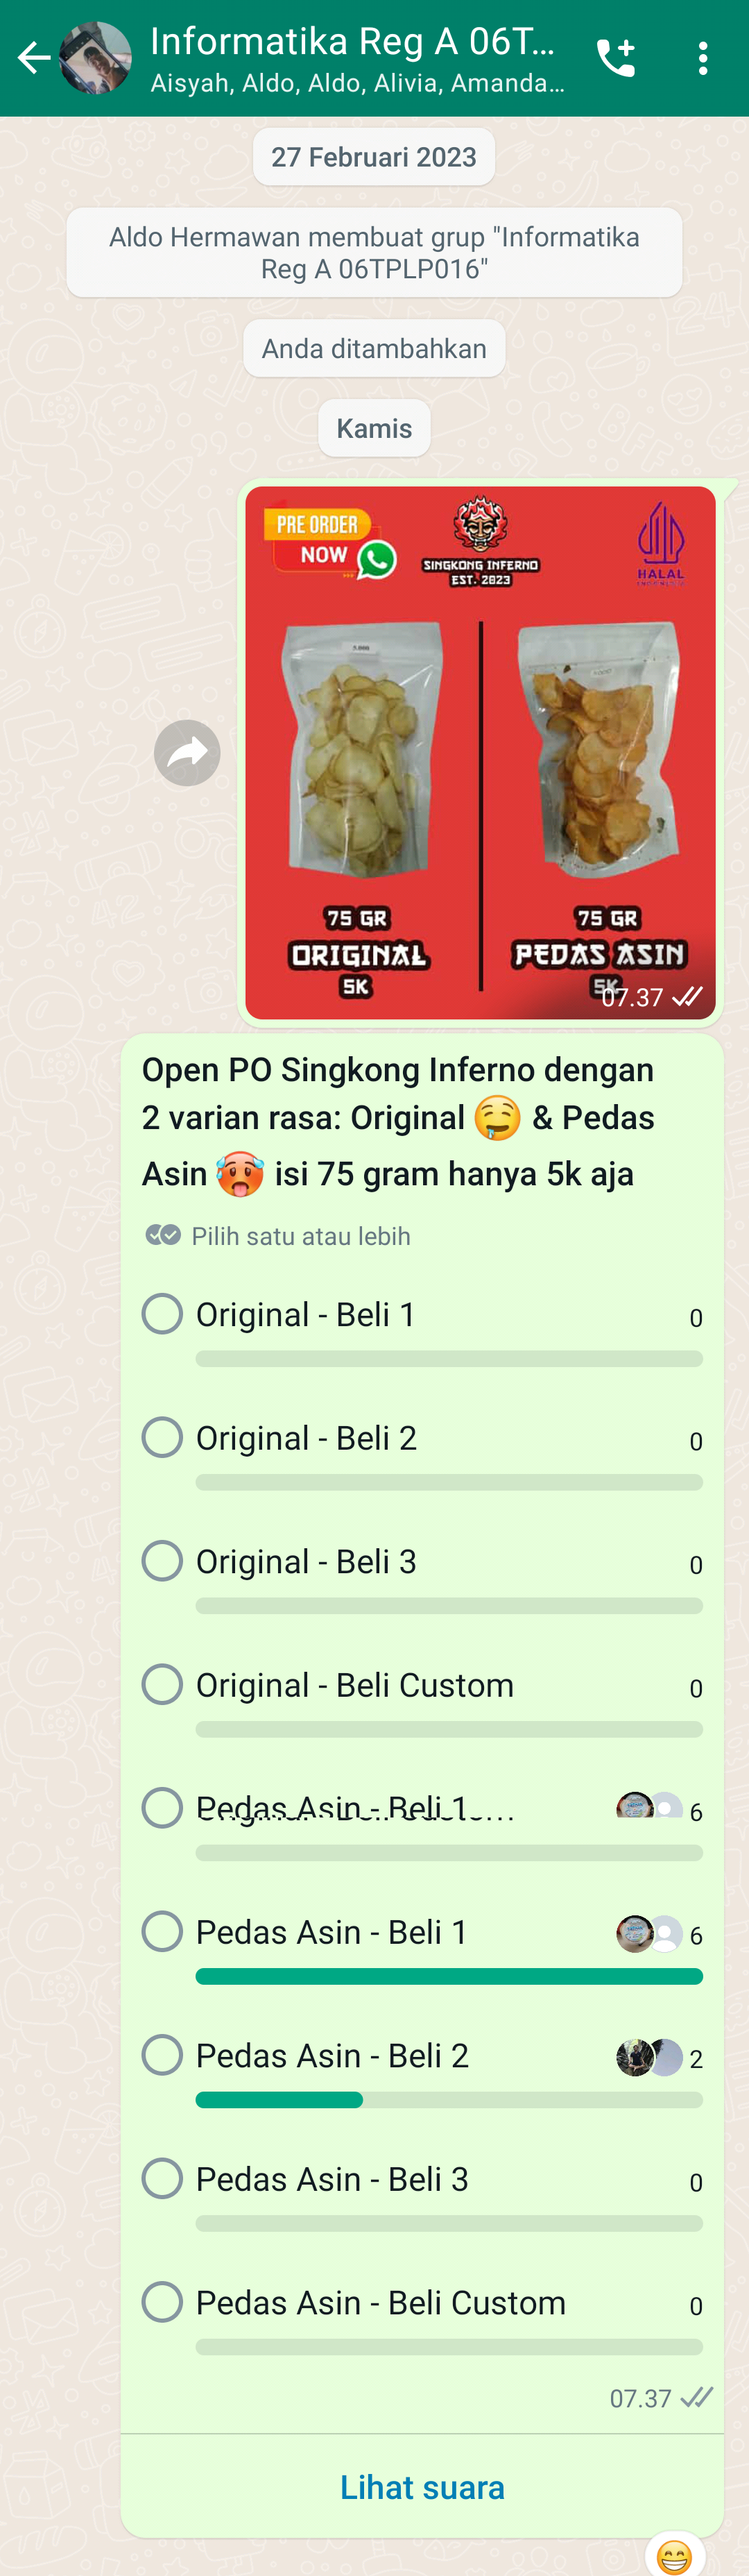 Informatika Reg A 06T...
Aisyah, Aldo, Aldo, Alivia, Amanda...
27 Februari 2023
Aldo Hermawan membuat grup "Informatika
Reg A 06TPLP016"
Anda ditambahkan
Kamis
PRE ORDER
NOW
SINGKONG INFERNO
EST. 2023
HALAL
INDONESIA
5.000
75 GR
ORIGINAL
5K
75 GR
PEDAS ASIN
5K
07.37
Open PO Singkong Inferno dengan
2 varian rasa: Original 🤤 & Pedas
Asin 🥵 isi 75 gram hanya 5k aja
Pilih satu atau lebih
Original - Beli 1 0
Original - Beli 2 0
Original - Beli 3 0
Original - Beli Custom 0
Pedas Asin - Beli 1 6
Pedas Asin - Beli 1 6
Pedas Asin - Beli 2 2
Pedas Asin - Beli 3 0
Pedas Asin - Beli Custom 0
07.37
Lihat suara
😁